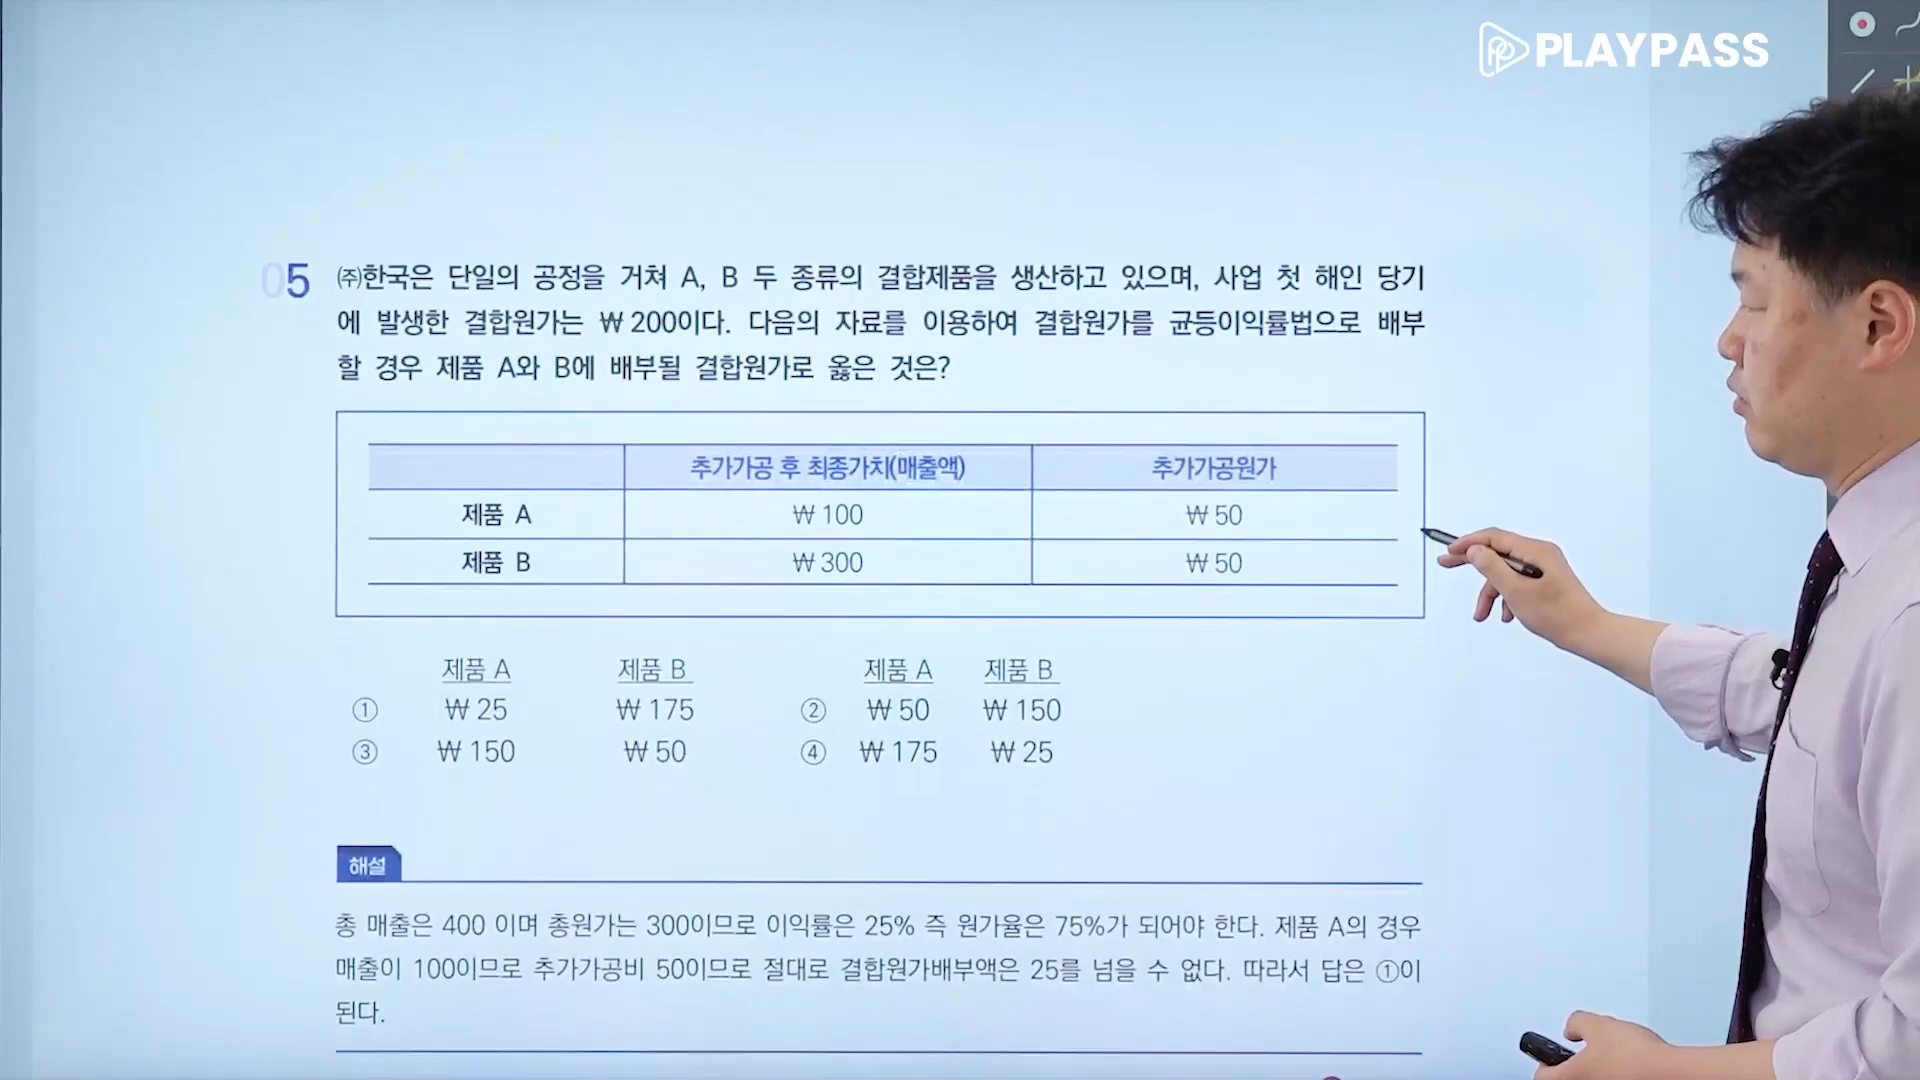 PLAYPASS
05 ㈜한국은 단일의 공정을 거쳐 A, B 두 종류의 결합제품을 생산하고 있으며, 사업 첫 해인 당기
에 발생한 결합원가는 ₩200이다. 다음의 자료를 이용하여 결합원가를 균등이익률법으로 배부
할 경우 제품 A와 B에 배부될 결합원가로 옳은 것은?
추가가공 후 최종가치(매출액) 추가가공원가
제품 A ₩100 ₩50
제품 B ₩300 ₩50
제품 A 제품 B 제품 A 제품 B
① ₩25 ₩175 ② ₩50 ₩150
③ ₩150 ₩50 ④ ₩175 ₩25
해설
총 매출은 400 이며 총원가는 300이므로 이익률은 25% 즉 원가율은 75%가 되어야 한다. 제품 A의 경우
매출이 100이므로 추가가공비 50이므로 절대로 결합원가배부액은 25를 넘을 수 없다. 따라서 답은 ①이
된다.